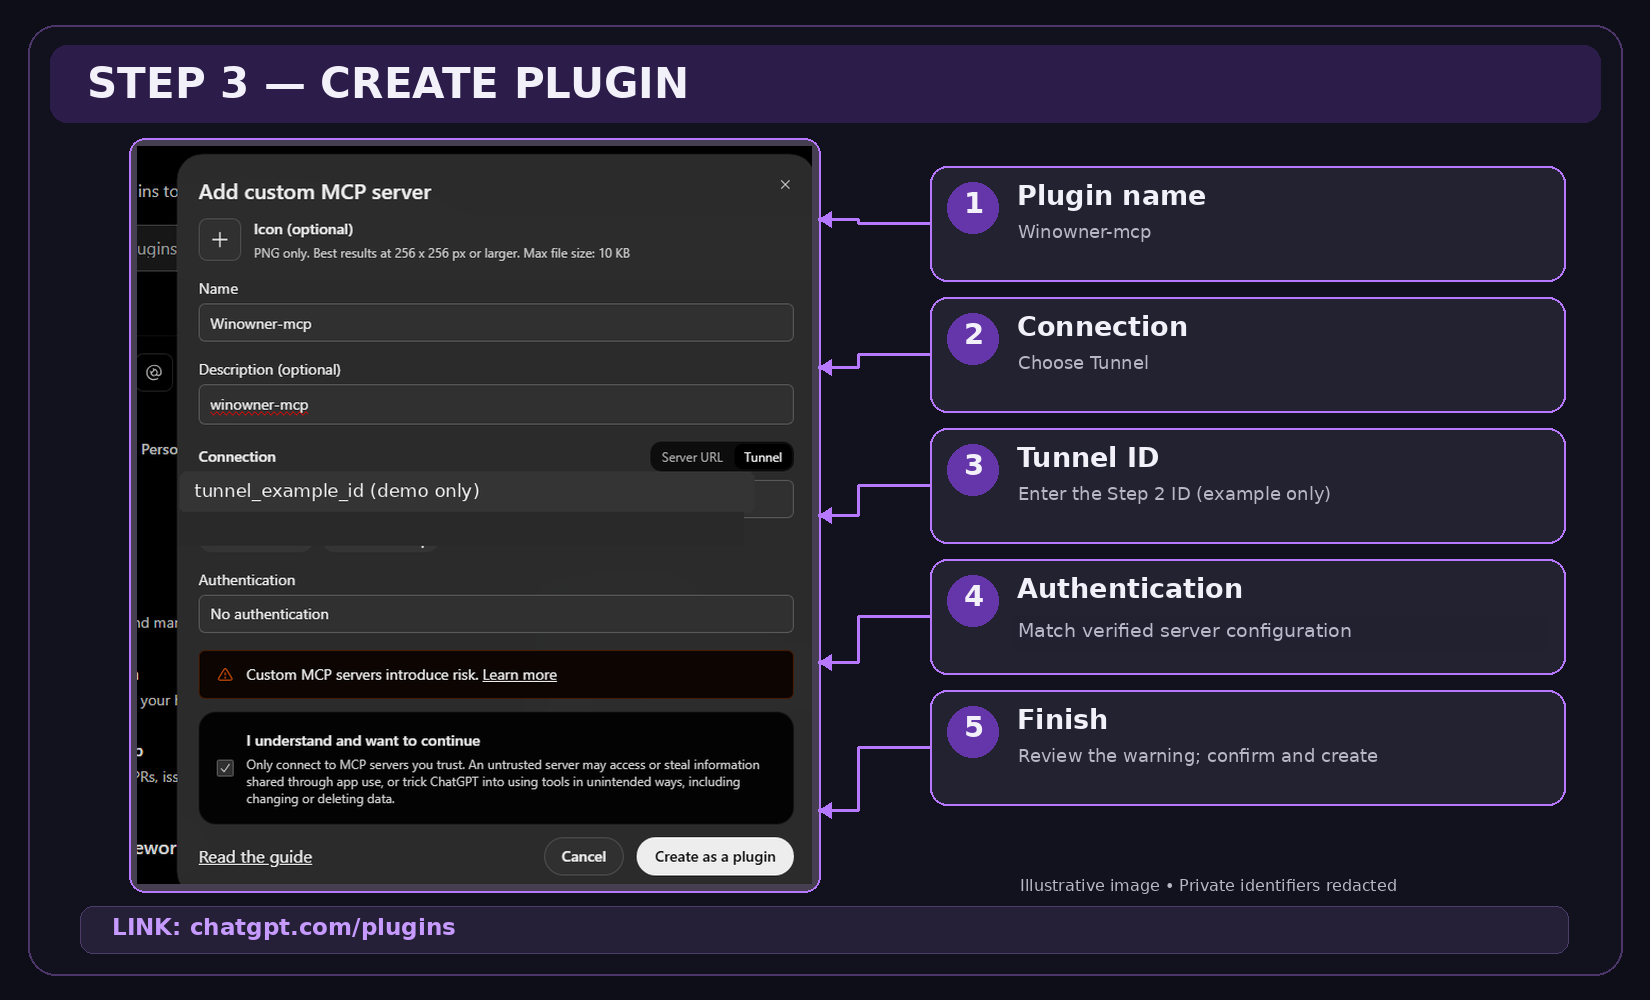 STEP 3 — CREATE PLUGIN
ins to
ugins
@
Perso
nd mar
your h
PRs, iss
ewor
Add custom MCP server
×
Icon (optional)
PNG only. Best results at 256 x 256 px or larger. Max file size: 10 KB
Name
Winowner-mcp
Description (optional)
winowner-mcp
Connection
Server URL
Tunnel
tunnel_example_id (demo only)
Authentication
No authentication
Custom MCP servers introduce risk. Learn more
I understand and want to continue
Only connect to MCP servers you trust. An untrusted server may access or steal information
shared through app use, or trick ChatGPT into using tools in unintended ways, including
changing or deleting data.
Read the guide
Cancel
Create as a plugin
1
Plugin name
Winowner-mcp
2
Connection
Choose Tunnel
3
Tunnel ID
Enter the Step 2 ID (example only)
4
Authentication
Match verified server configuration
5
Finish
Review the warning; confirm and create
Illustrative image • Private identifiers redacted
LINK: chatgpt.com/plugins